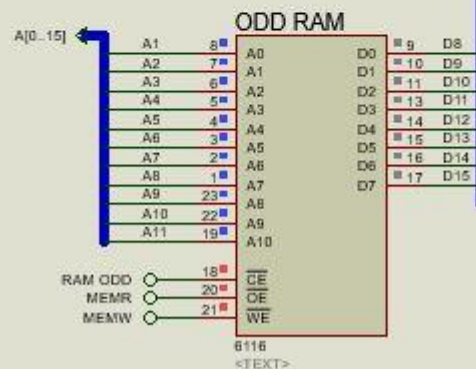 ODD RAM
A[0..15]
A1 8 A0 D0 9 D8
A2 7 A1 D1 10 D9
A3 6 A2 D2 11 D10
A4 5 A3 D3 13 D11
A5 4 A4 D4 14 D12
A6 3 A5 D5 15 D13
A7 2 A6 D6 16 D14
A8 1 A7 D7 17 D15
A9 23 A8
A10 22 A9
A11 19 A10
RAM ODD 18 CE
MEMR 20 OE
MEMW 21 WE
6116
<TEXT>